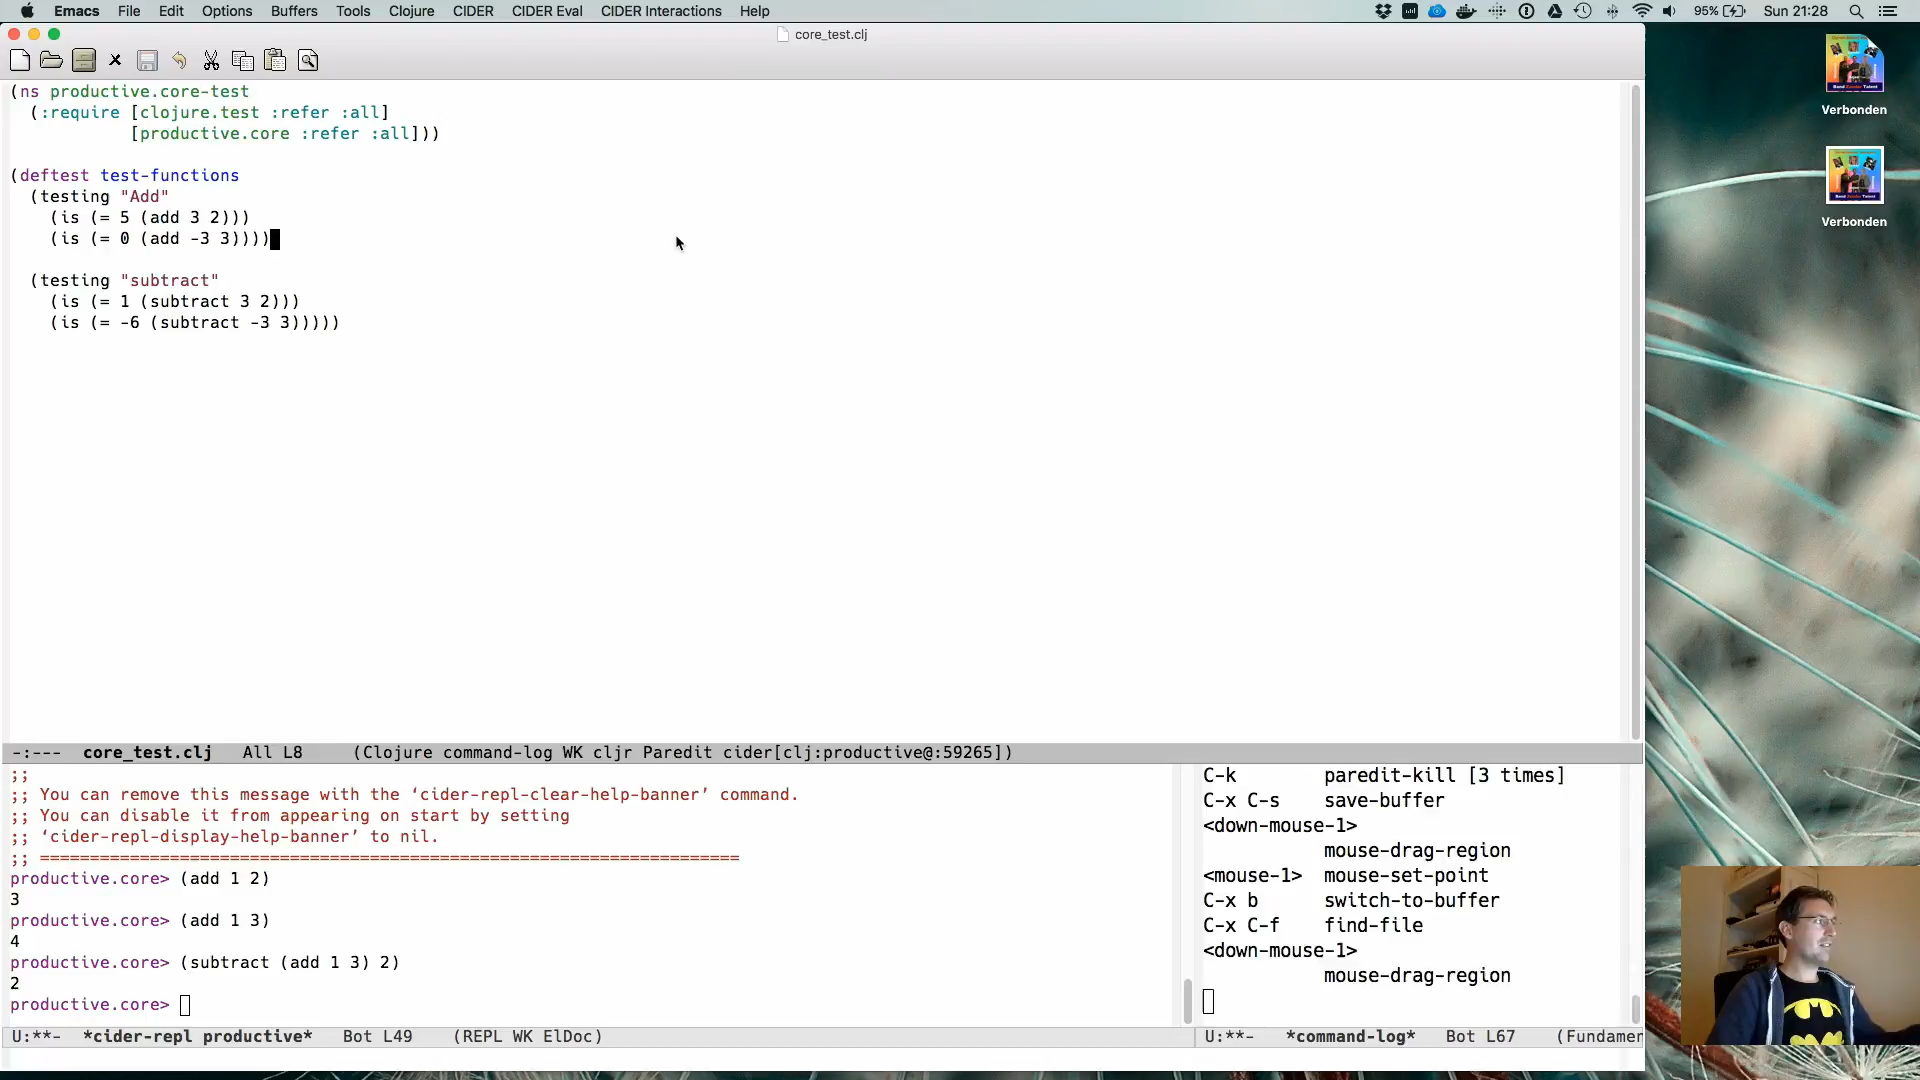 Emacs File Edit Options Buffers Tools Clojure CIDER CIDER Eval CIDER Interactions Help
95% Sun 21:28
core_test.clj
(ns productive.core-test
(:require [clojure.test :refer :all]
[productive.core :refer :all]))
(deftest test-functions
(testing "Add"
(is (= 5 (add 3 2)))
(is (= 0 (add -3 3))))
(testing "subtract"
(is (= 1 (subtract 3 2)))
(is (= -6 (subtract -3 3)))))
-:--- core_test.clj All L8 (Clojure command-log WK cljr Paredit cider[clj:productive@:59265])
;;
;; You can remove this message with the ‘cider-repl-clear-help-banner’ command.
;; You can disable it from appearing on start by setting
;; ‘cider-repl-display-help-banner’ to nil.
;; ======================================================================
productive.core> (add 1 2)
3
productive.core> (add 1 3)
4
productive.core> (subtract (add 1 3) 2)
2
productive.core>
U:**- *cider-repl productive* Bot L49 (REPL WK ElDoc)
C-k paredit-kill [3 times]
C-x C-s save-buffer
<down-mouse-1>
mouse-drag-region
<mouse-1> mouse-set-point
C-x b switch-to-buffer
C-x C-f find-file
<down-mouse-1>
mouse-drag-region
U:**- *command-log* Bot L67 (Fundamen
Verbonden
Verbonden